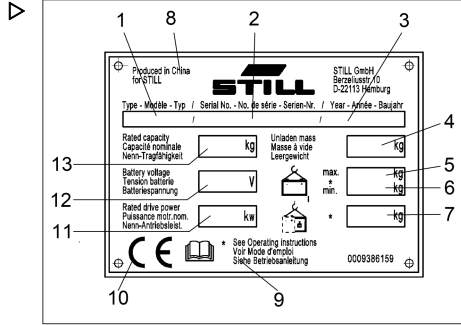 1
8
2
3
Produced in China
for STILL
STILL
STILL GmbH
Berzeliustr.10
D-22113 Hamburg
Type - Modèle - Typ / Serial No. - No. de série - Serien-Nr. / Year - Année - Baujahr
/ /
Rated capacity
Capacité nominale
Nenn-Tragfähigkeit
kg
Unladen mass
Masse à vide
Leergewicht
kg
4
13
Battery voltage
Tension batterie
Batteriespannung
V
max.
*
min.
kg
kg
5
6
12
Rated drive power
Puissance motr.nom.
Nenn-Antriebsleist.
kw
*
kg
7
11
CE
* See Operating instructions
Voir Mode d'emploi
Siehe Betriebsanleitung
0009386159
10
9